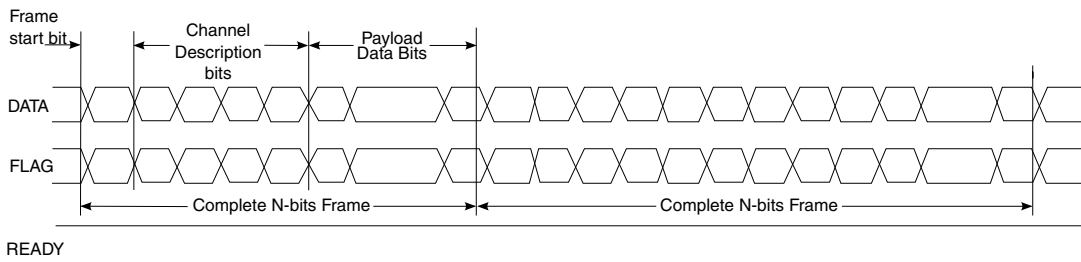 Frame
start bit
Channel
Description
bits
Payload
Data Bits
DATA
FLAG
Complete N-bits Frame
Complete N-bits Frame
READY